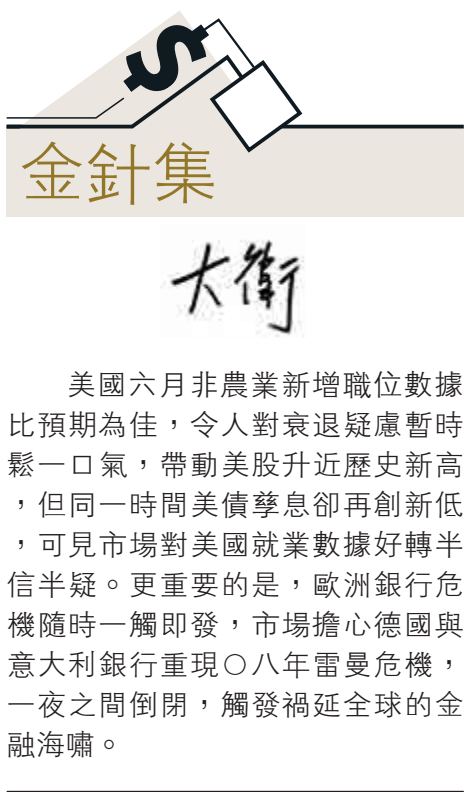 $
金針集
大衛
美國六月非農業新增職位數據
比預期為佳，令人對衰退疑慮暫時
鬆一口氣，帶動美股升近歷史新高
，但同一時間美債孳息卻再創新低
，可見市場對美國就業數據好轉半
信半疑。更重要的是，歐洲銀行危
機隨時一觸即發，市場擔心德國與
意大利銀行重現○八年雷曼危機，
一夜之間倒閉，觸發禍延全球的金
融海嘯。